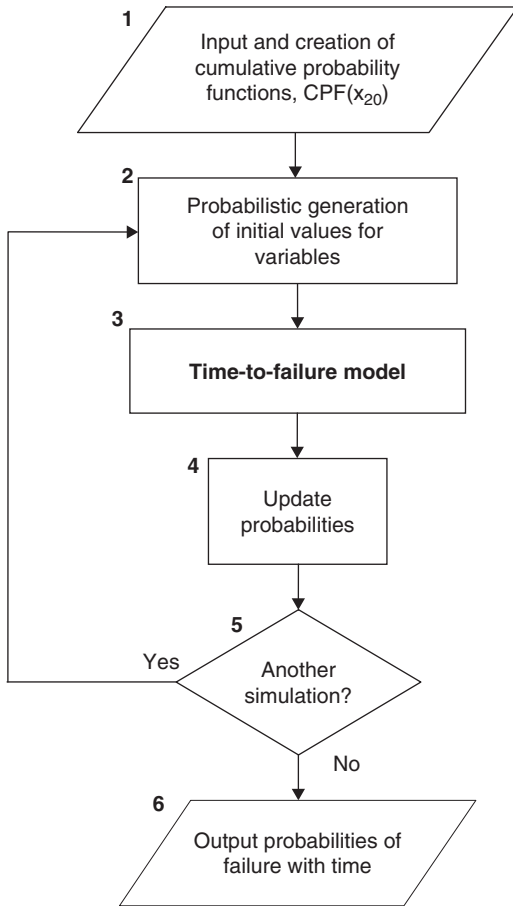 1
Input and creation of
cumulative probability
functions, CPF(x₂₀)
2
Probabilistic generation
of initial values for
variables
3
Time-to-failure model
4
Update
probabilities
5
Yes
Another
simulation?
No
6
Output probabilities of
failure with time